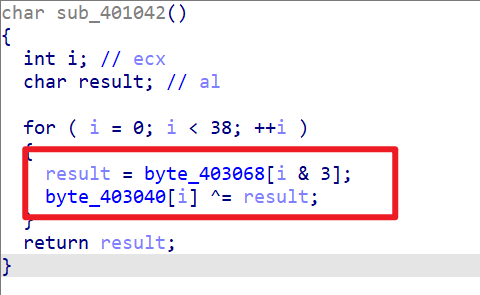 char sub_401042()
{
int i; // ecx
char result; // al
for ( i = 0; i < 38; ++i )
{
result = byte_403068[i & 3];
byte_403040[i] ^= result;
}
return result;
}